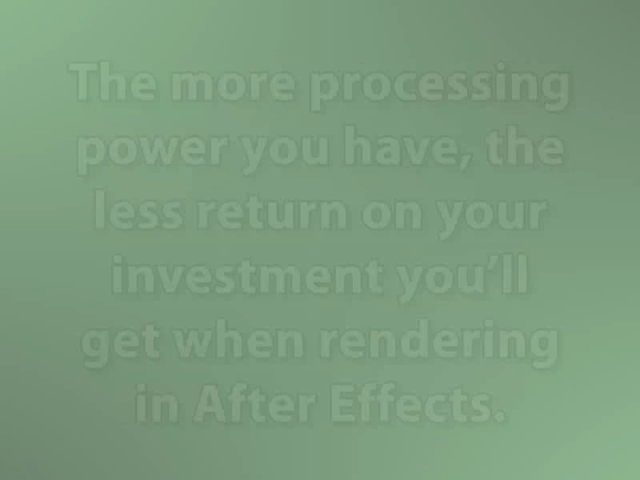 The more processing
power you have, the
less return on your
investment you’ll
get when rendering
in After Effects.